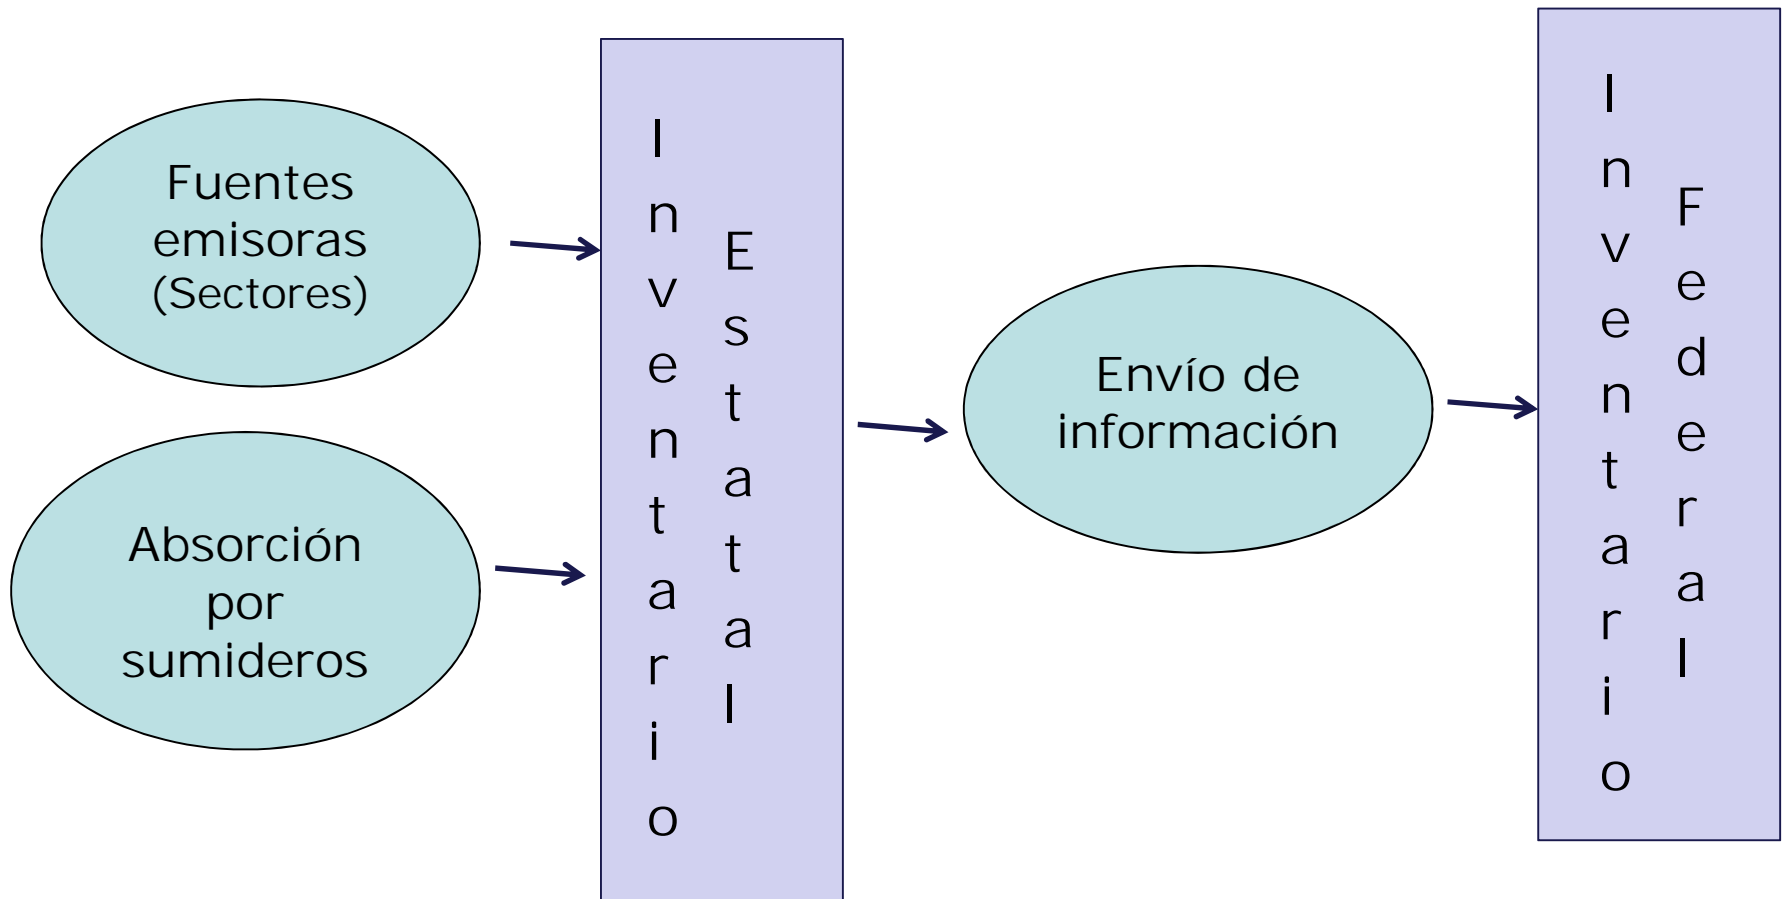 Fuentes
emisoras
(Sectores)
Absorción
por
sumideros
Inventario
Estatal
Envío de
información
Inventario
Federal